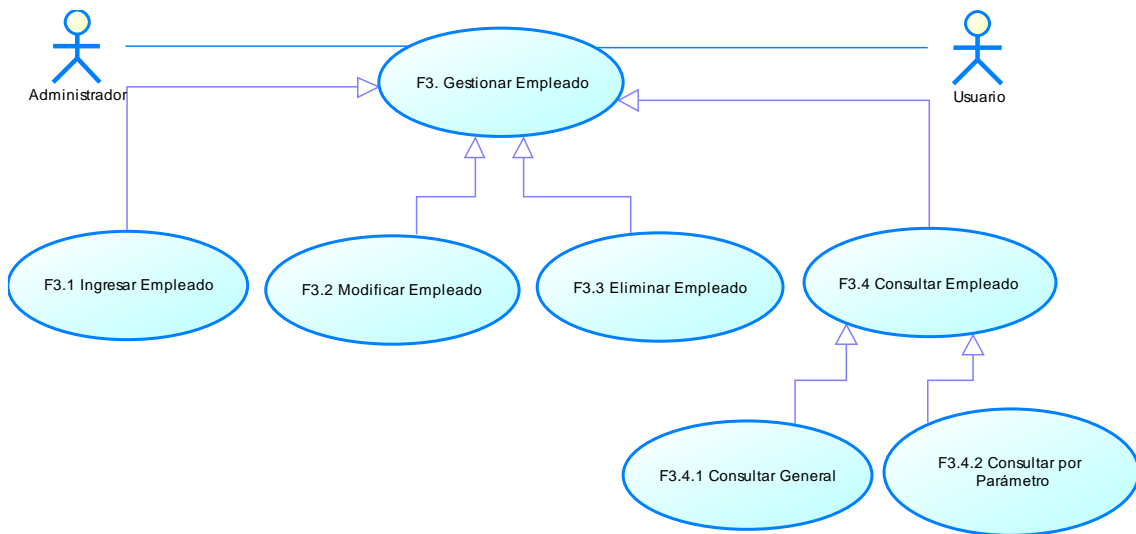 F3. Gestionar Empleado
Administrador
Usuario
F3.1 Ingresar Empleado
F3.2 Modificar Empleado
F3.3 Eliminar Empleado
F3.4 Consultar Empleado
F3.4.1 Consultar General
F3.4.2 Consultar por
Parámetro